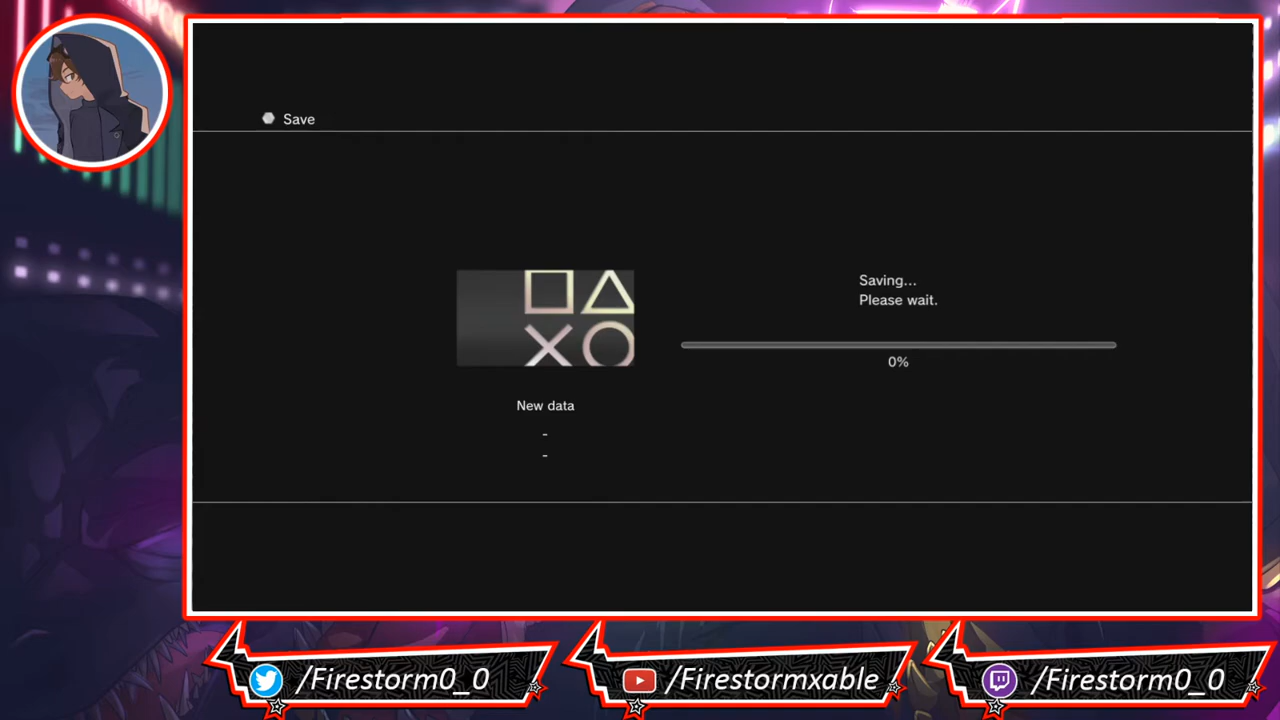 Save
Saving...
Please wait.
0%
New data
-
-
/Firestorm0_0
/Firestormxable
/Firestorm0_0